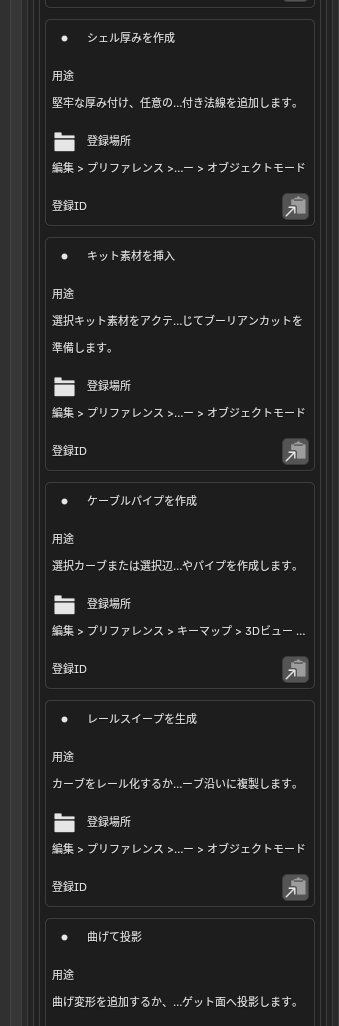 シェル厚みを作成
用途
堅牢な厚み付け、任意の...付き法線を追加します。
登録場所
編集 > プリファレンス >...ー > オブジェクトモード
登録ID
キット素材を挿入
用途
選択キット素材をアクテ...じてブーリアンカットを
準備します。
登録場所
編集 > プリファレンス >...ー > オブジェクトモード
登録ID
ケーブルパイプを作成
用途
選択カーブまたは選択辺...やパイプを作成します。
登録場所
編集 > プリファレンス > キーマップ > 3Dビュー ...
登録ID
レールスイープを生成
用途
カーブをレール化するか...ーブ沿いに複製します。
登録場所
編集 > プリファレンス >...ー > オブジェクトモード
登録ID
曲げて投影
用途
曲げ変形を追加するか、...ゲット面へ投影します。